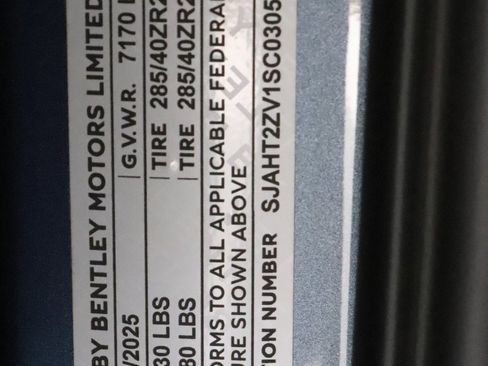 BY BENTLEY MOTORS LIMITED
/2025 G.V.W.R. 7170
30 LBS TIRE 285/40ZR2
80 LBS TIRE 285/40ZR2
ORMS TO ALL APPLICABLE FEDERA
URE SHOWN ABOVE
TION NUMBER SJAHT2ZV1SC0305